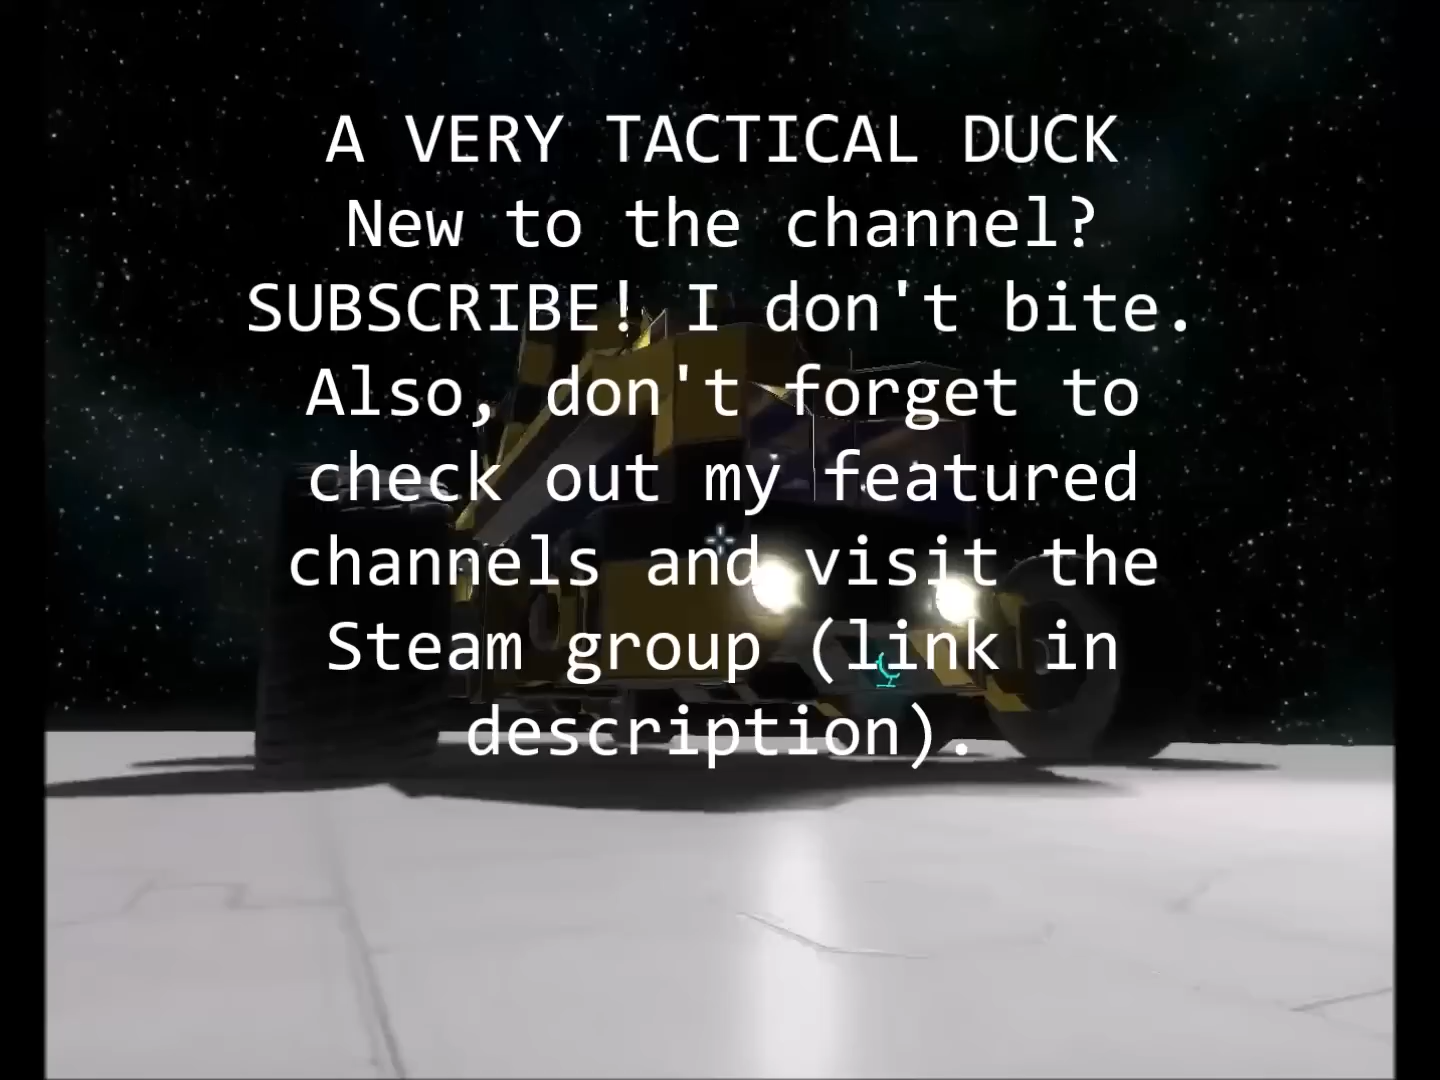 A VERY TACTICAL DUCK
New to the channel?
SUBSCRIBE! I don't bite.
Also, don't forget to
check out my featured
channels and visit the
Steam group (link in
description).